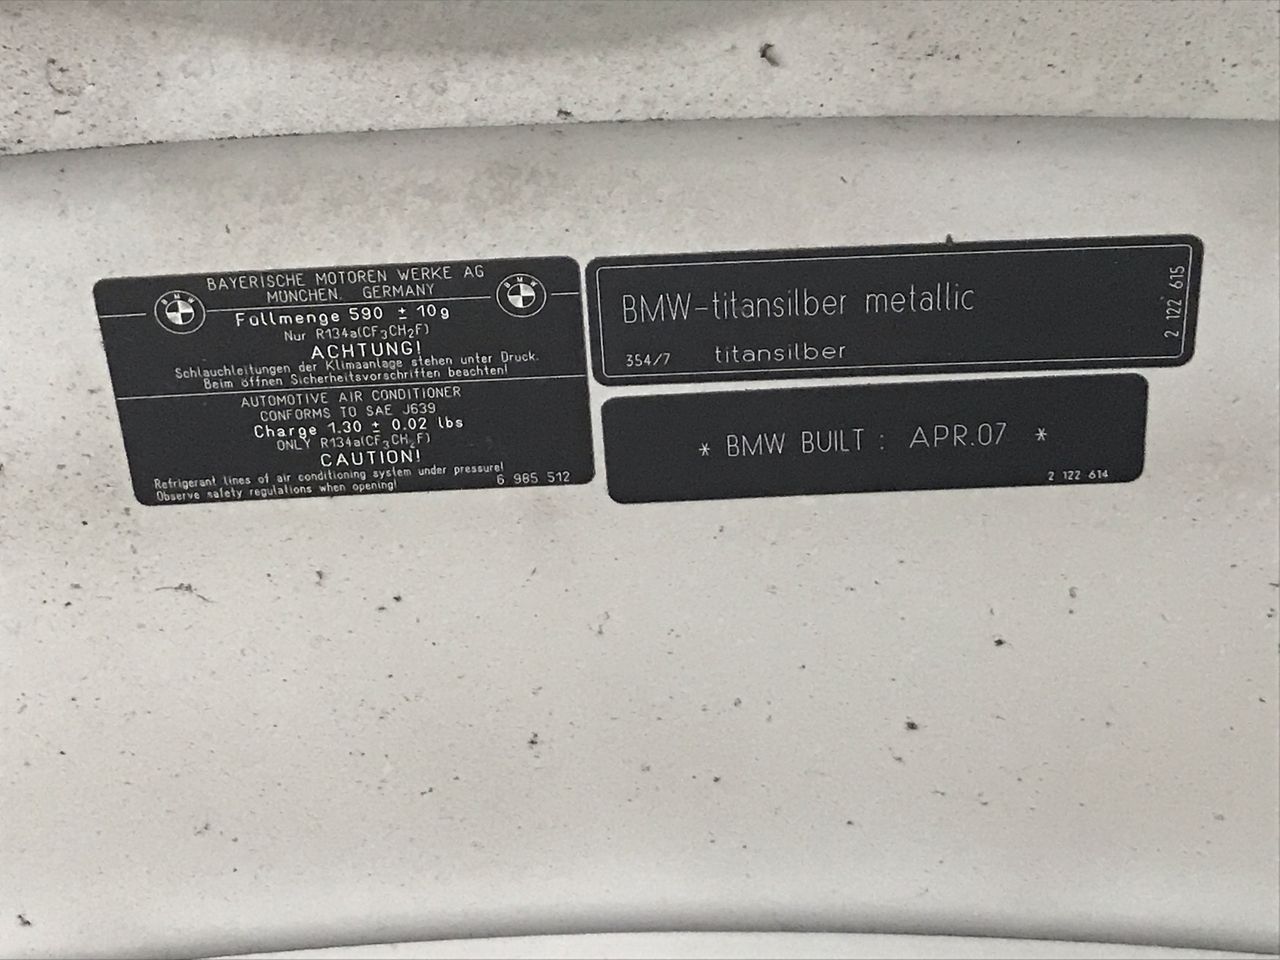 BAYERISCHE MOTOREN WERKE AG
MÜNCHEN, GERMANY
BMW
BMW
Füllmenge 590 ± 10g
Nur R134a(CF3CH2F)
ACHTUNG!
Schlauchleitungen der Klimaanlage stehen unter Druck.
Beim öffnen Sicherheitsvorschriften beachten!
AUTOMOTIVE AIR CONDITIONER
CONFORMS TO SAE J639
Charge 1.30 ± 0.02 lbs
ONLY R134a(CF3CH2F)
CAUTION!
Refrigerant lines of air conditioning system under pressure!
Observe safety regulations when opening!
6 985 512
BMW-titansilber metallic
354/7 titansilber
2 122 615
* BMW BUILT : APR.07 *
2 122 614